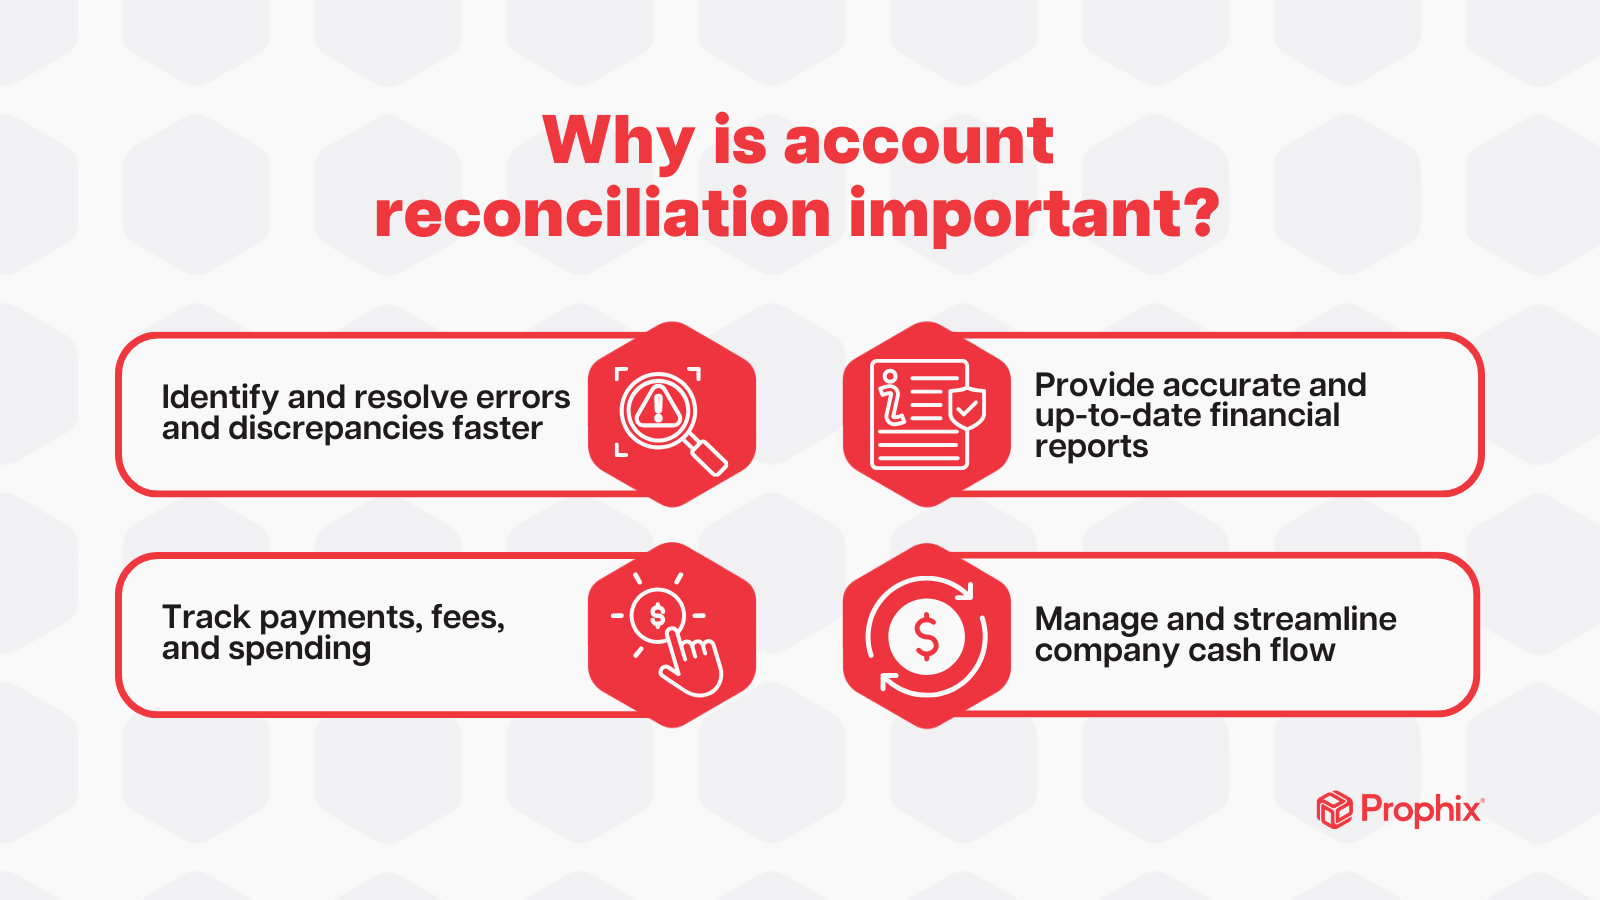 Why is account
reconciliation important?
Identify and resolve errors
and discrepancies faster
Provide accurate and
up-to-date financial
reports
Track payments, fees,
and spending
Manage and streamline
company cash flow
Prophix®